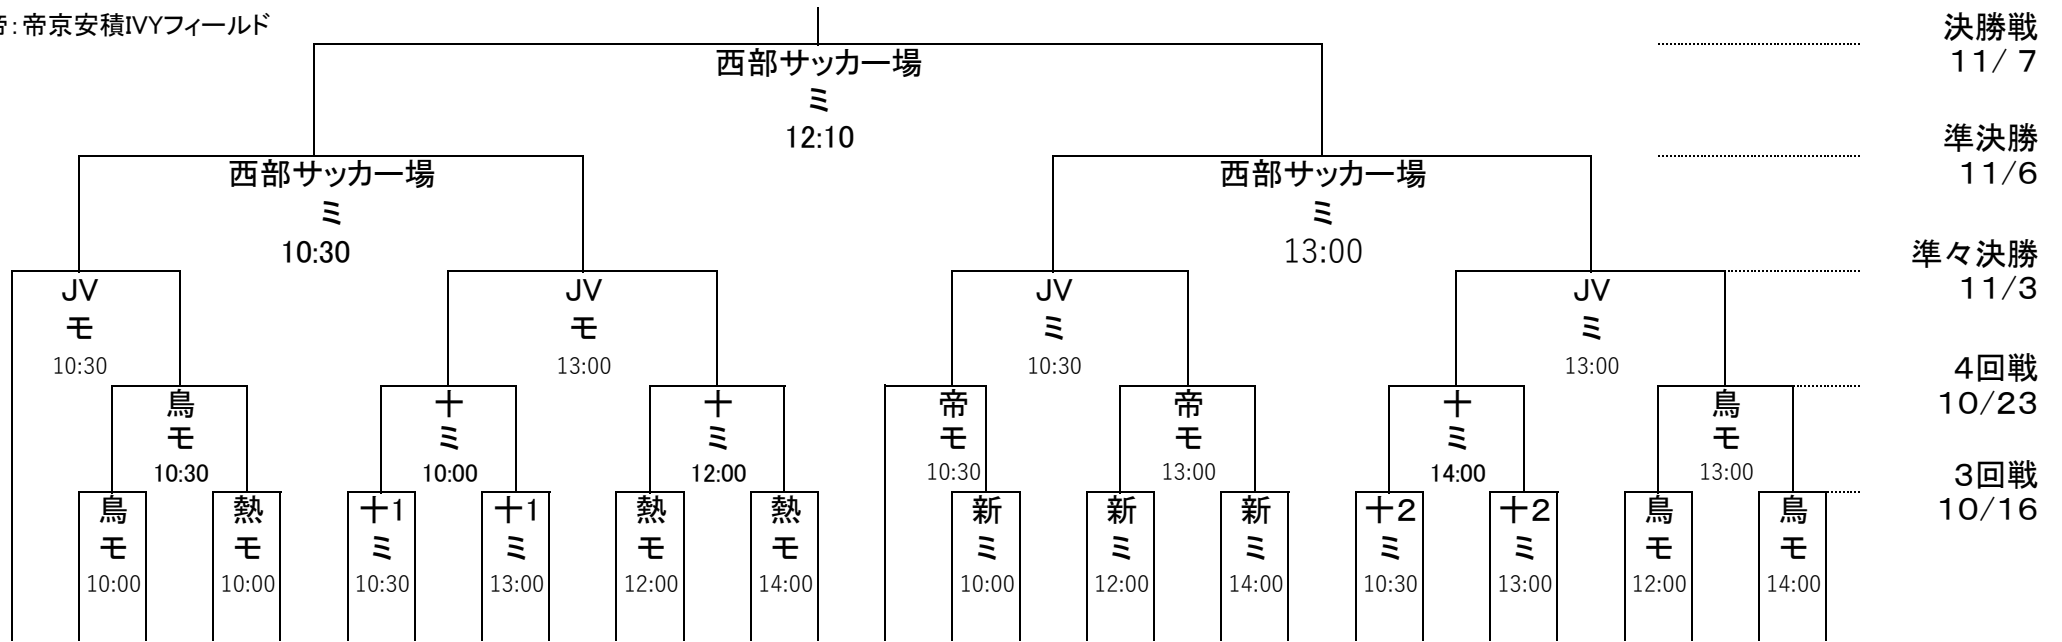 帝：帝京安積IVYフィールド
決勝戦
11/ 7
西部サッカー場
ミ
12:10
準決勝
11/6
西部サッカー場
ミ
10:30
西部サッカー場
ミ
13:00
準々決勝
11/3
JV
モ
10:30
JV
モ
13:00
JV
ミ
10:30
JV
ミ
13:00
4回戦
10/23
鳥
モ
10:30
十
ミ
10:00
十
ミ
12:00
帝
モ
10:30
帝
モ
13:00
十
ミ
14:00
鳥
モ
13:00
3回戦
10/16
鳥
モ
10:00
熱
モ
10:00
十1
ミ
10:30
十1
ミ
13:00
熱
モ
12:00
熱
モ
14:00
新
ミ
10:00
新
ミ
12:00
新
ミ
14:00
十2
ミ
10:30
十2
ミ
13:00
鳥
モ
12:00
鳥
モ
14:00